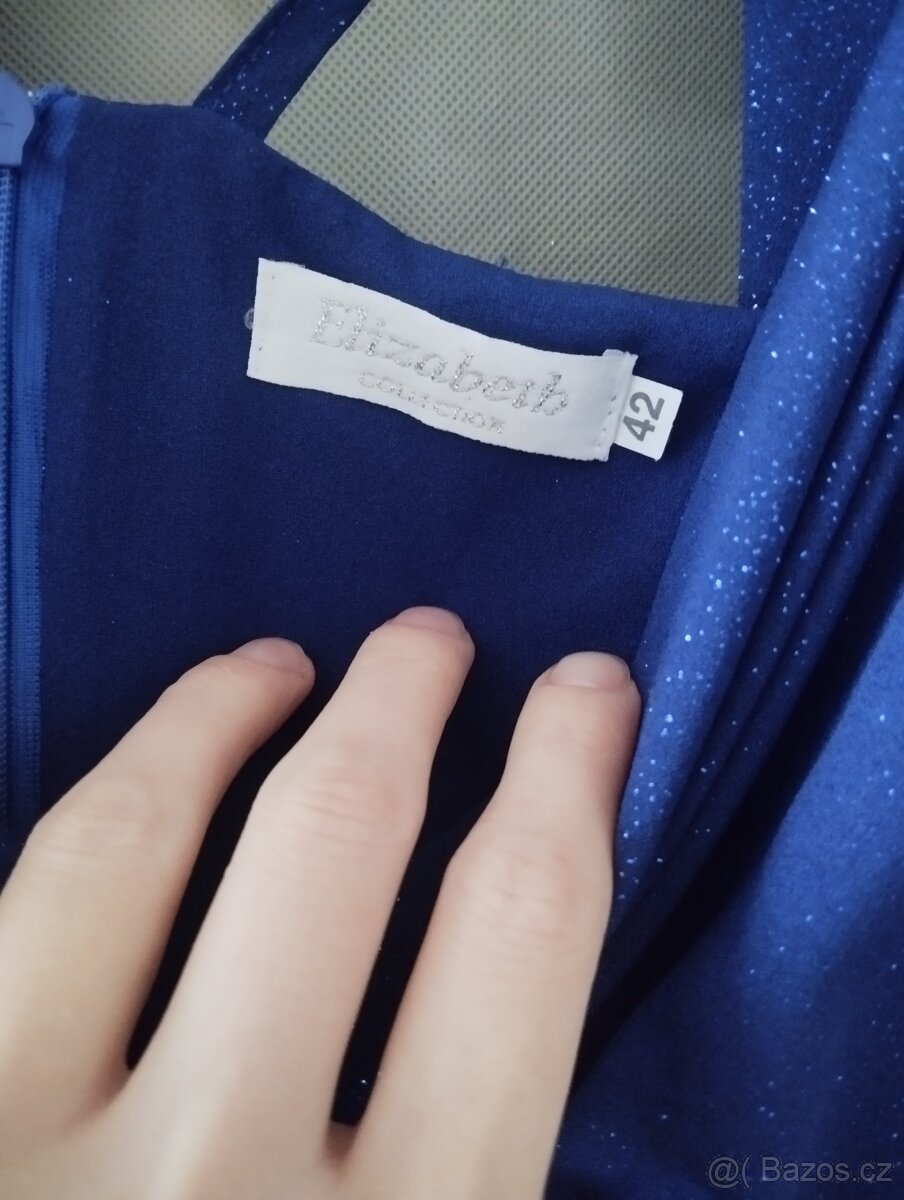 Elizabeth
COLLECTION
42
@( Bazos.cz